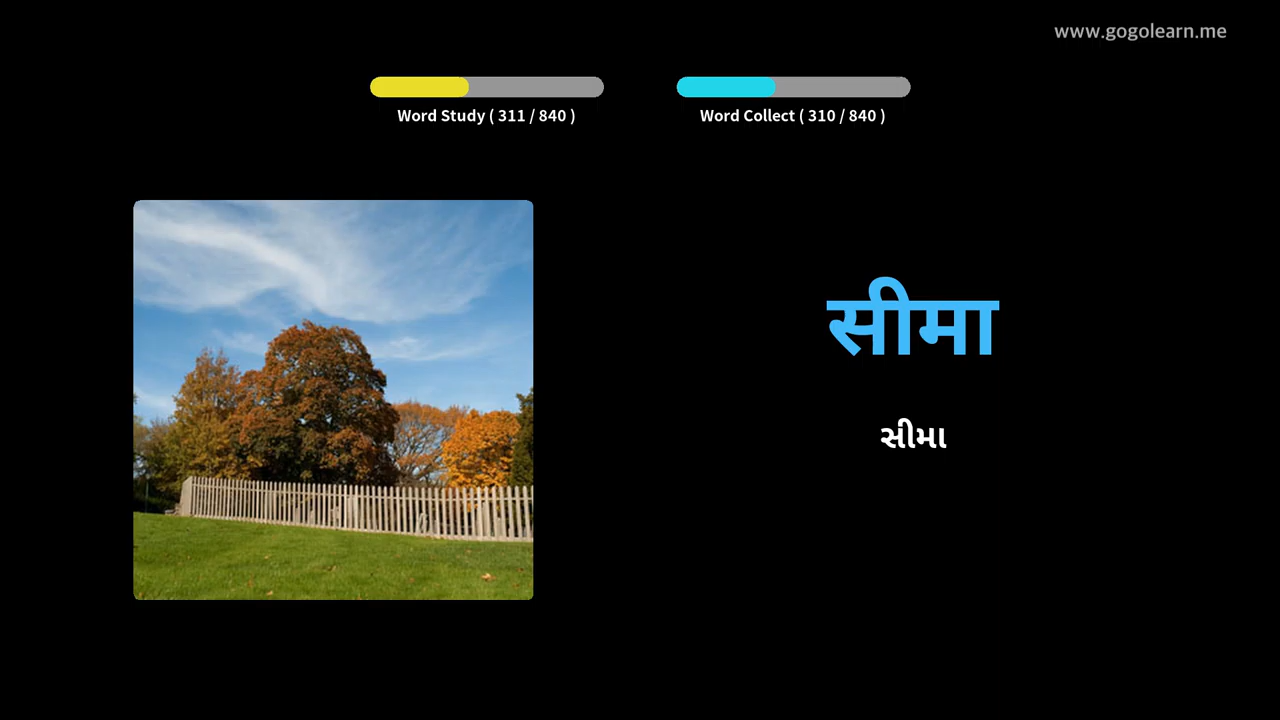 www.gogolearn.me
Word Study ( 311 / 840 )
Word Collect ( 310 / 840 )
सीमा
સીમા